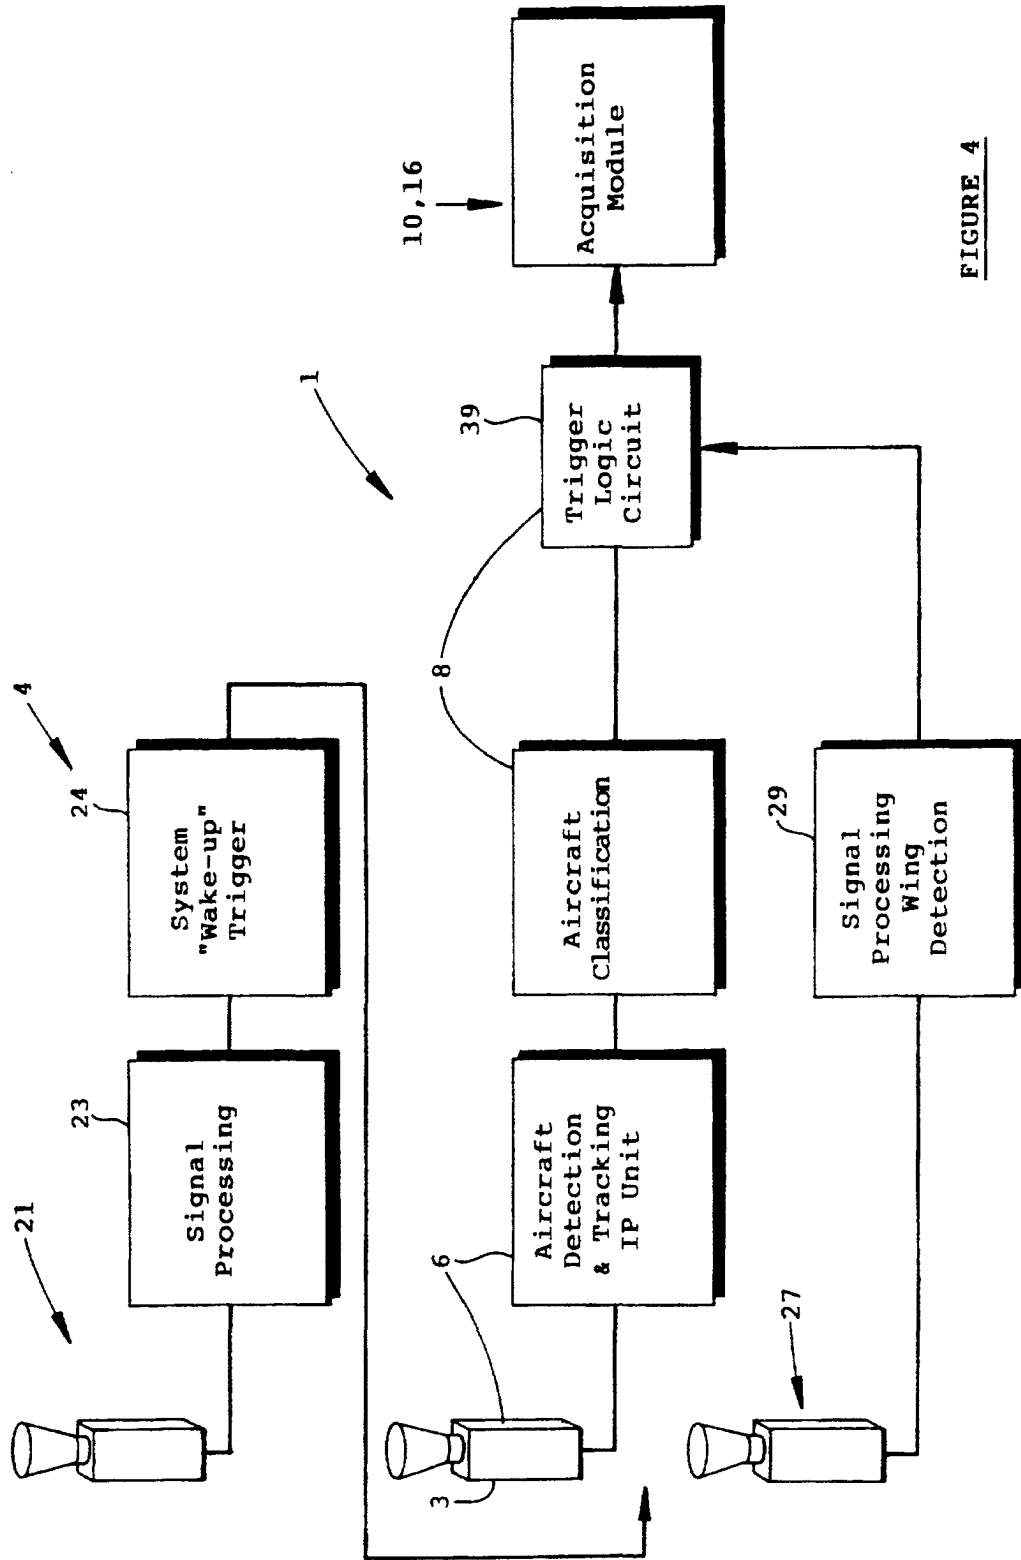 21
23
Signal
Processing
24
System
"Wake-up"
Trigger
4
3
6
Aircraft
Detection
& Tracking
IP Unit
Aircraft
Classification
8
1
39
Trigger
Logic
Circuit
10,16
Acquisition
Module
27
29
Signal
Processing
Wing
Detection
FIGURE 4